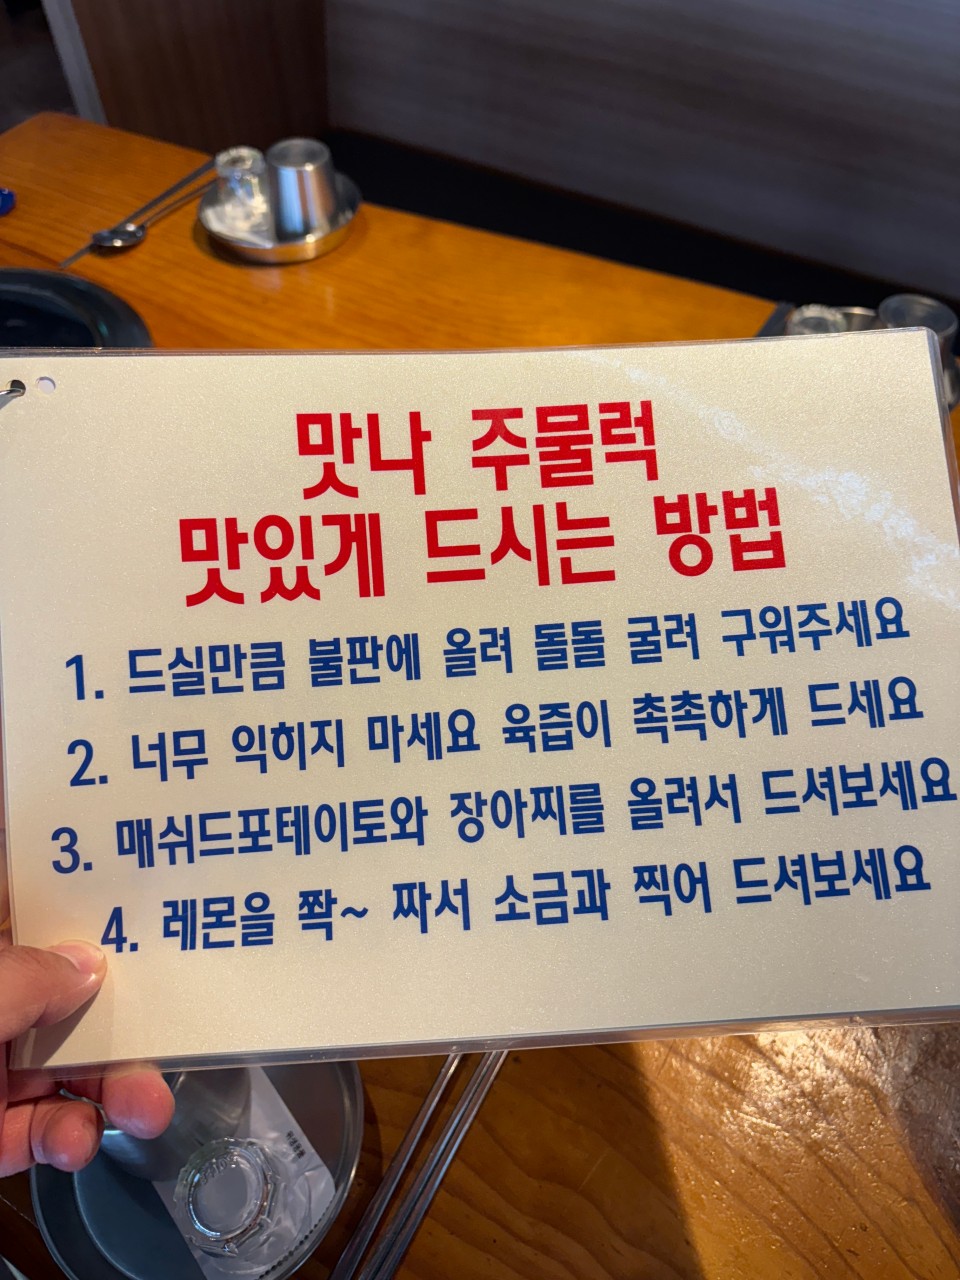 맛나 주물럭
맛있게 드시는 방법
1. 드실만큼 불판에 올려 돌돌 굴려 구워주세요
2. 너무 익히지 마세요 육즙이 촉촉하게 드세요
3. 매쉬드포테이토와 장아찌를 올려서 드셔보세요
4. 레몬을 쫙~ 짜서 소금과 찍어 드셔보세요